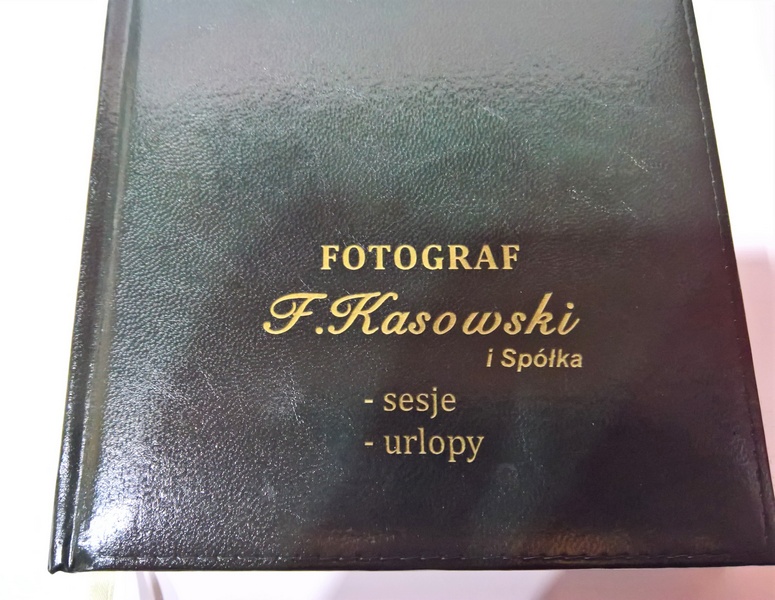 FOTOGRAF
F.Kasowski
i Spółka
- sesje
- urlopy